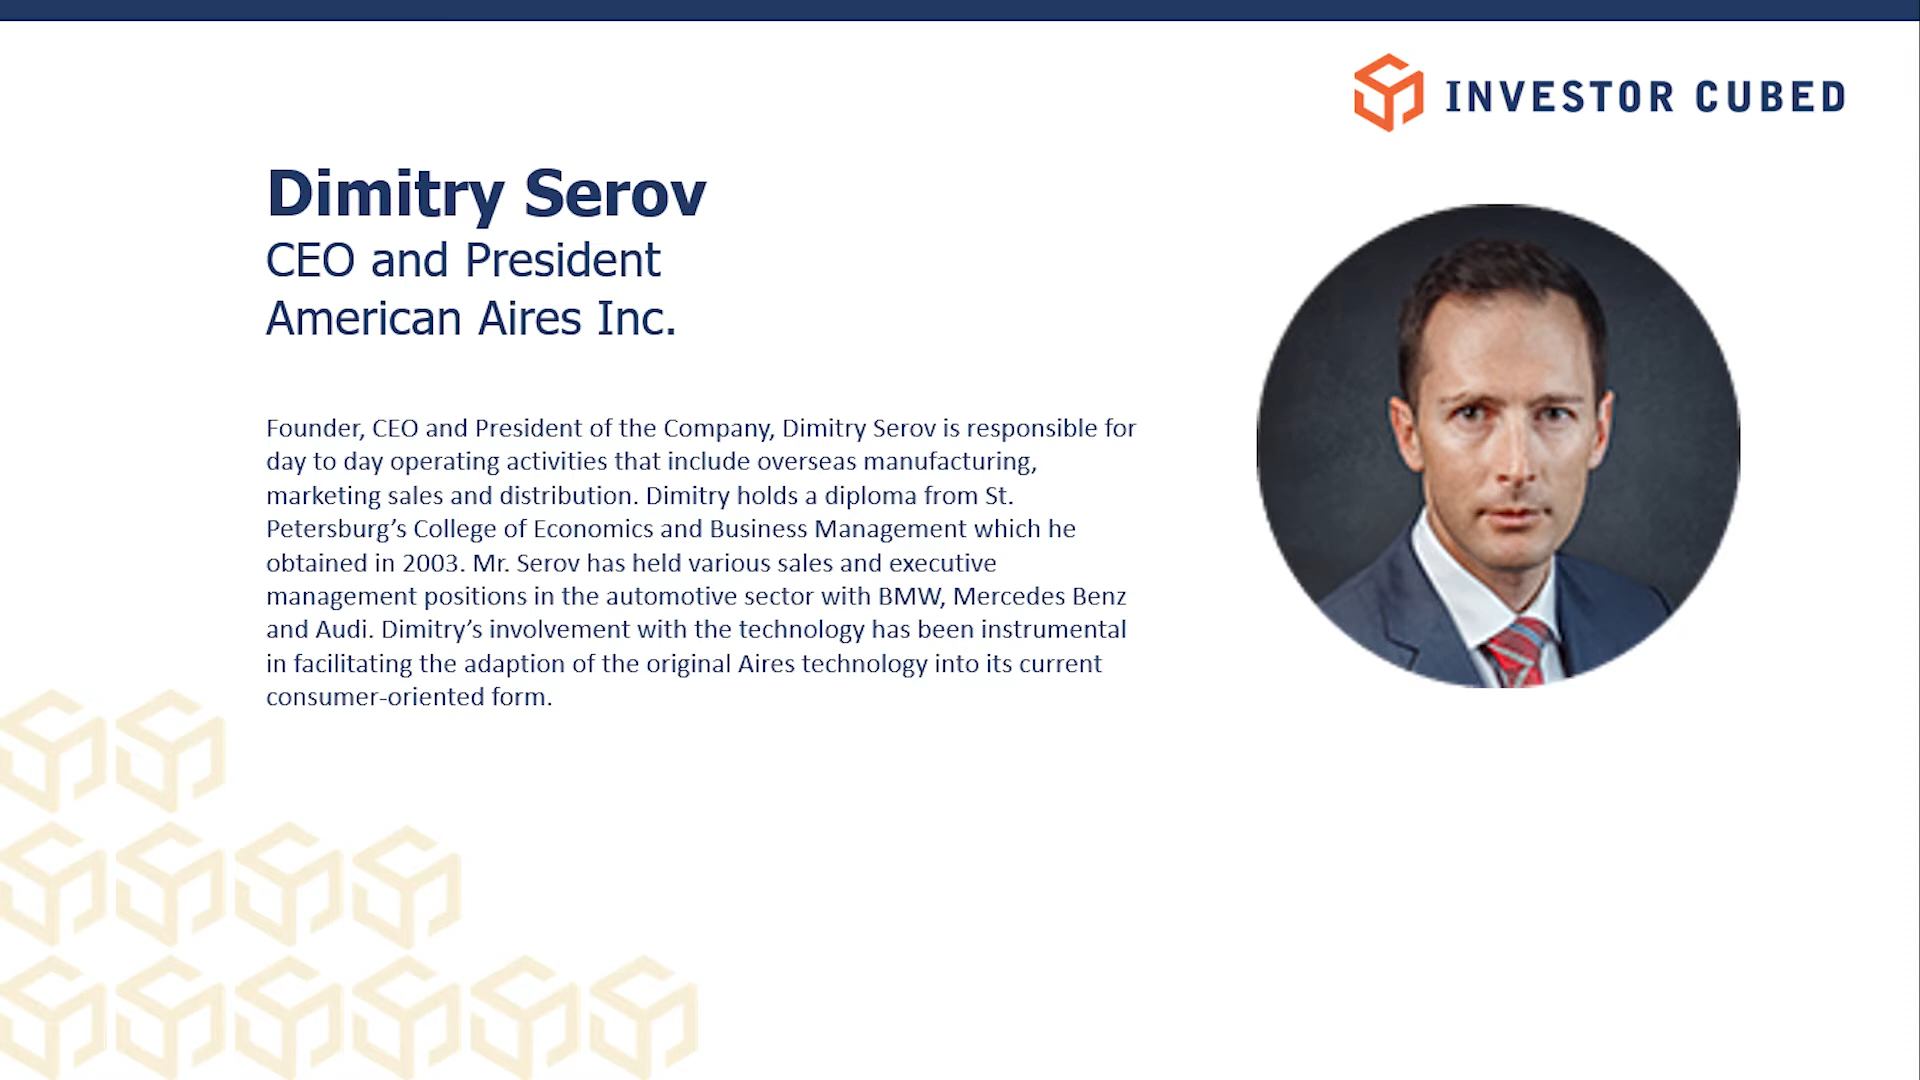 INVESTOR CUBED
Dimitry Serov
CEO and President
American Aires Inc.
Founder, CEO and President of the Company, Dimitry Serov is responsible for
day to day operating activities that include overseas manufacturing,
marketing sales and distribution. Dimitry holds a diploma from St.
Petersburg’s College of Economics and Business Management which he
obtained in 2003. Mr. Serov has held various sales and executive
management positions in the automotive sector with BMW, Mercedes Benz
and Audi. Dimitry’s involvement with the technology has been instrumental
in facilitating the adaption of the original Aires technology into its current
consumer-oriented form.